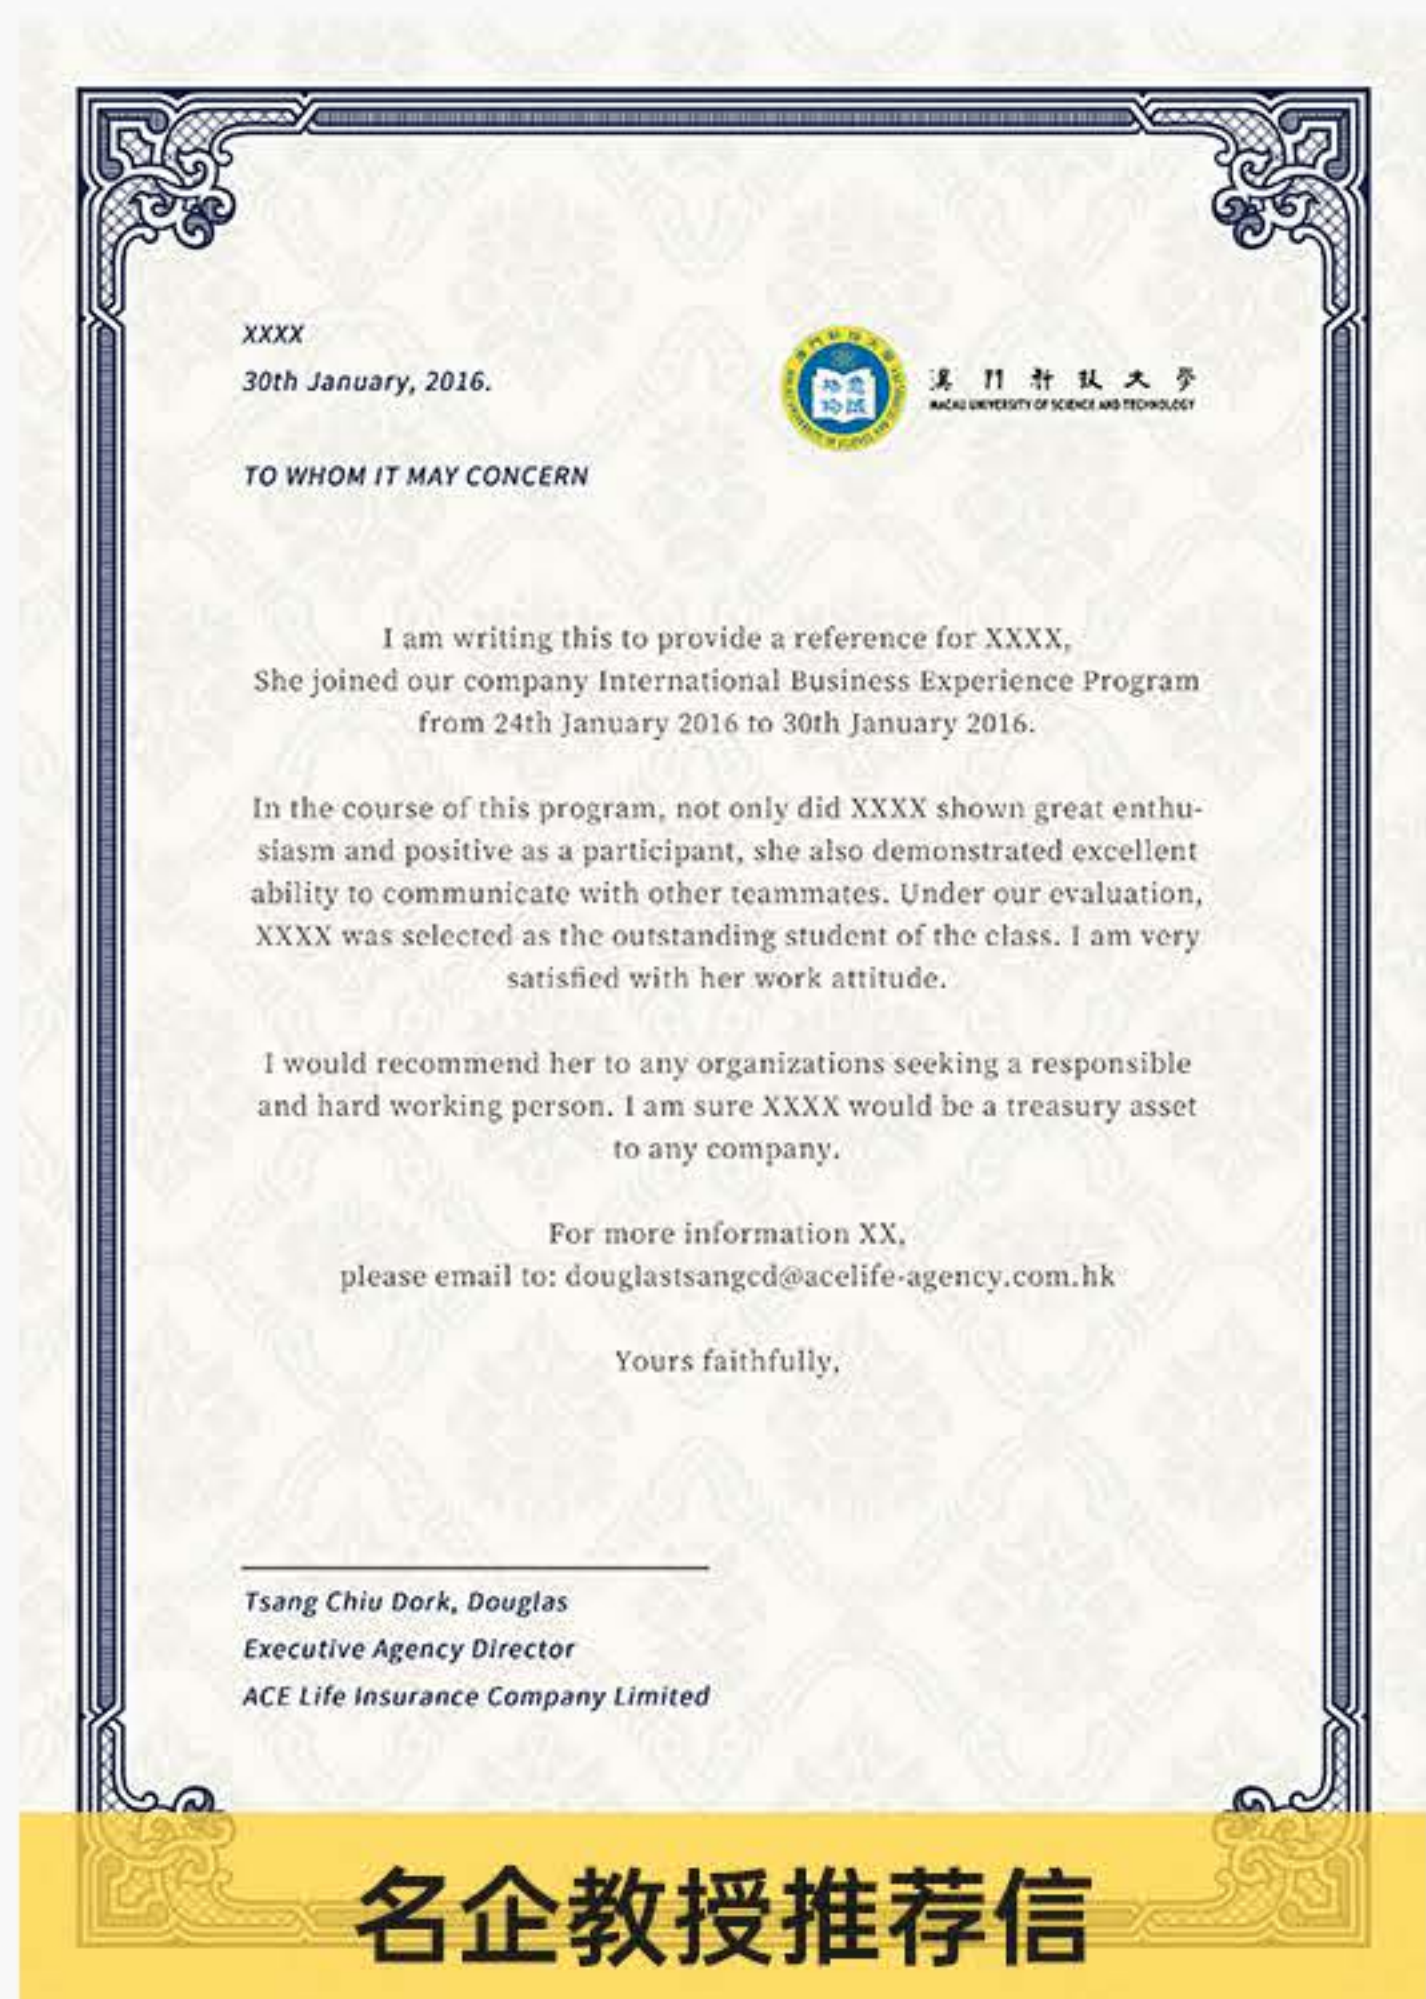 XXXX
30th January, 2016.
澳門科技大學
MACAU UNIVERSITY OF SCIENCE AND TECHNOLOGY
TO WHOM IT MAY CONCERN
I am writing this to provide a reference for XXXX,
She joined our company International Business Experience Program
from 24th January 2016 to 30th January 2016.
In the course of this program, not only did XXXX shown great enthu-
siasm and positive as a participant, she also demonstrated excellent
ability to communicate with other teammates. Under our evaluation,
XXXX was selected as the outstanding student of the class. I am very
satisfied with her work attitude.
I would recommend her to any organizations seeking a responsible
and hard working person. I am sure XXXX would be a treasury asset
to any company.
For more information XX,
please email to: douglastsangcd@acelife-agency.com.hk
Yours faithfully,
Tsang Chiu Dork, Douglas
Executive Agency Director
ACE Life Insurance Company Limited
名企教授推荐信